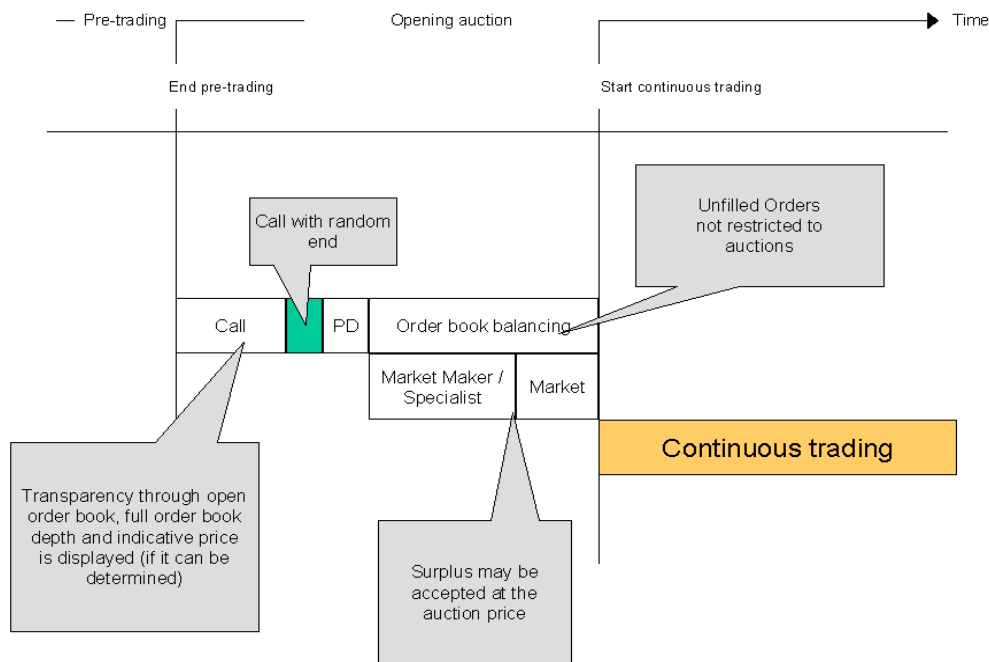 Pre-trading
Opening auction
Time
End pre-trading
Start continuous trading
Call with random
end
Unfilled Orders
not restricted to
auctions
Call
PD
Order book balancing
Market Maker /
Specialist
Market
Continuous trading
Transparency through open
order book, full order book
depth and indicative price
is displayed (if it can be
determined)
Surplus may be
accepted at the
auction price